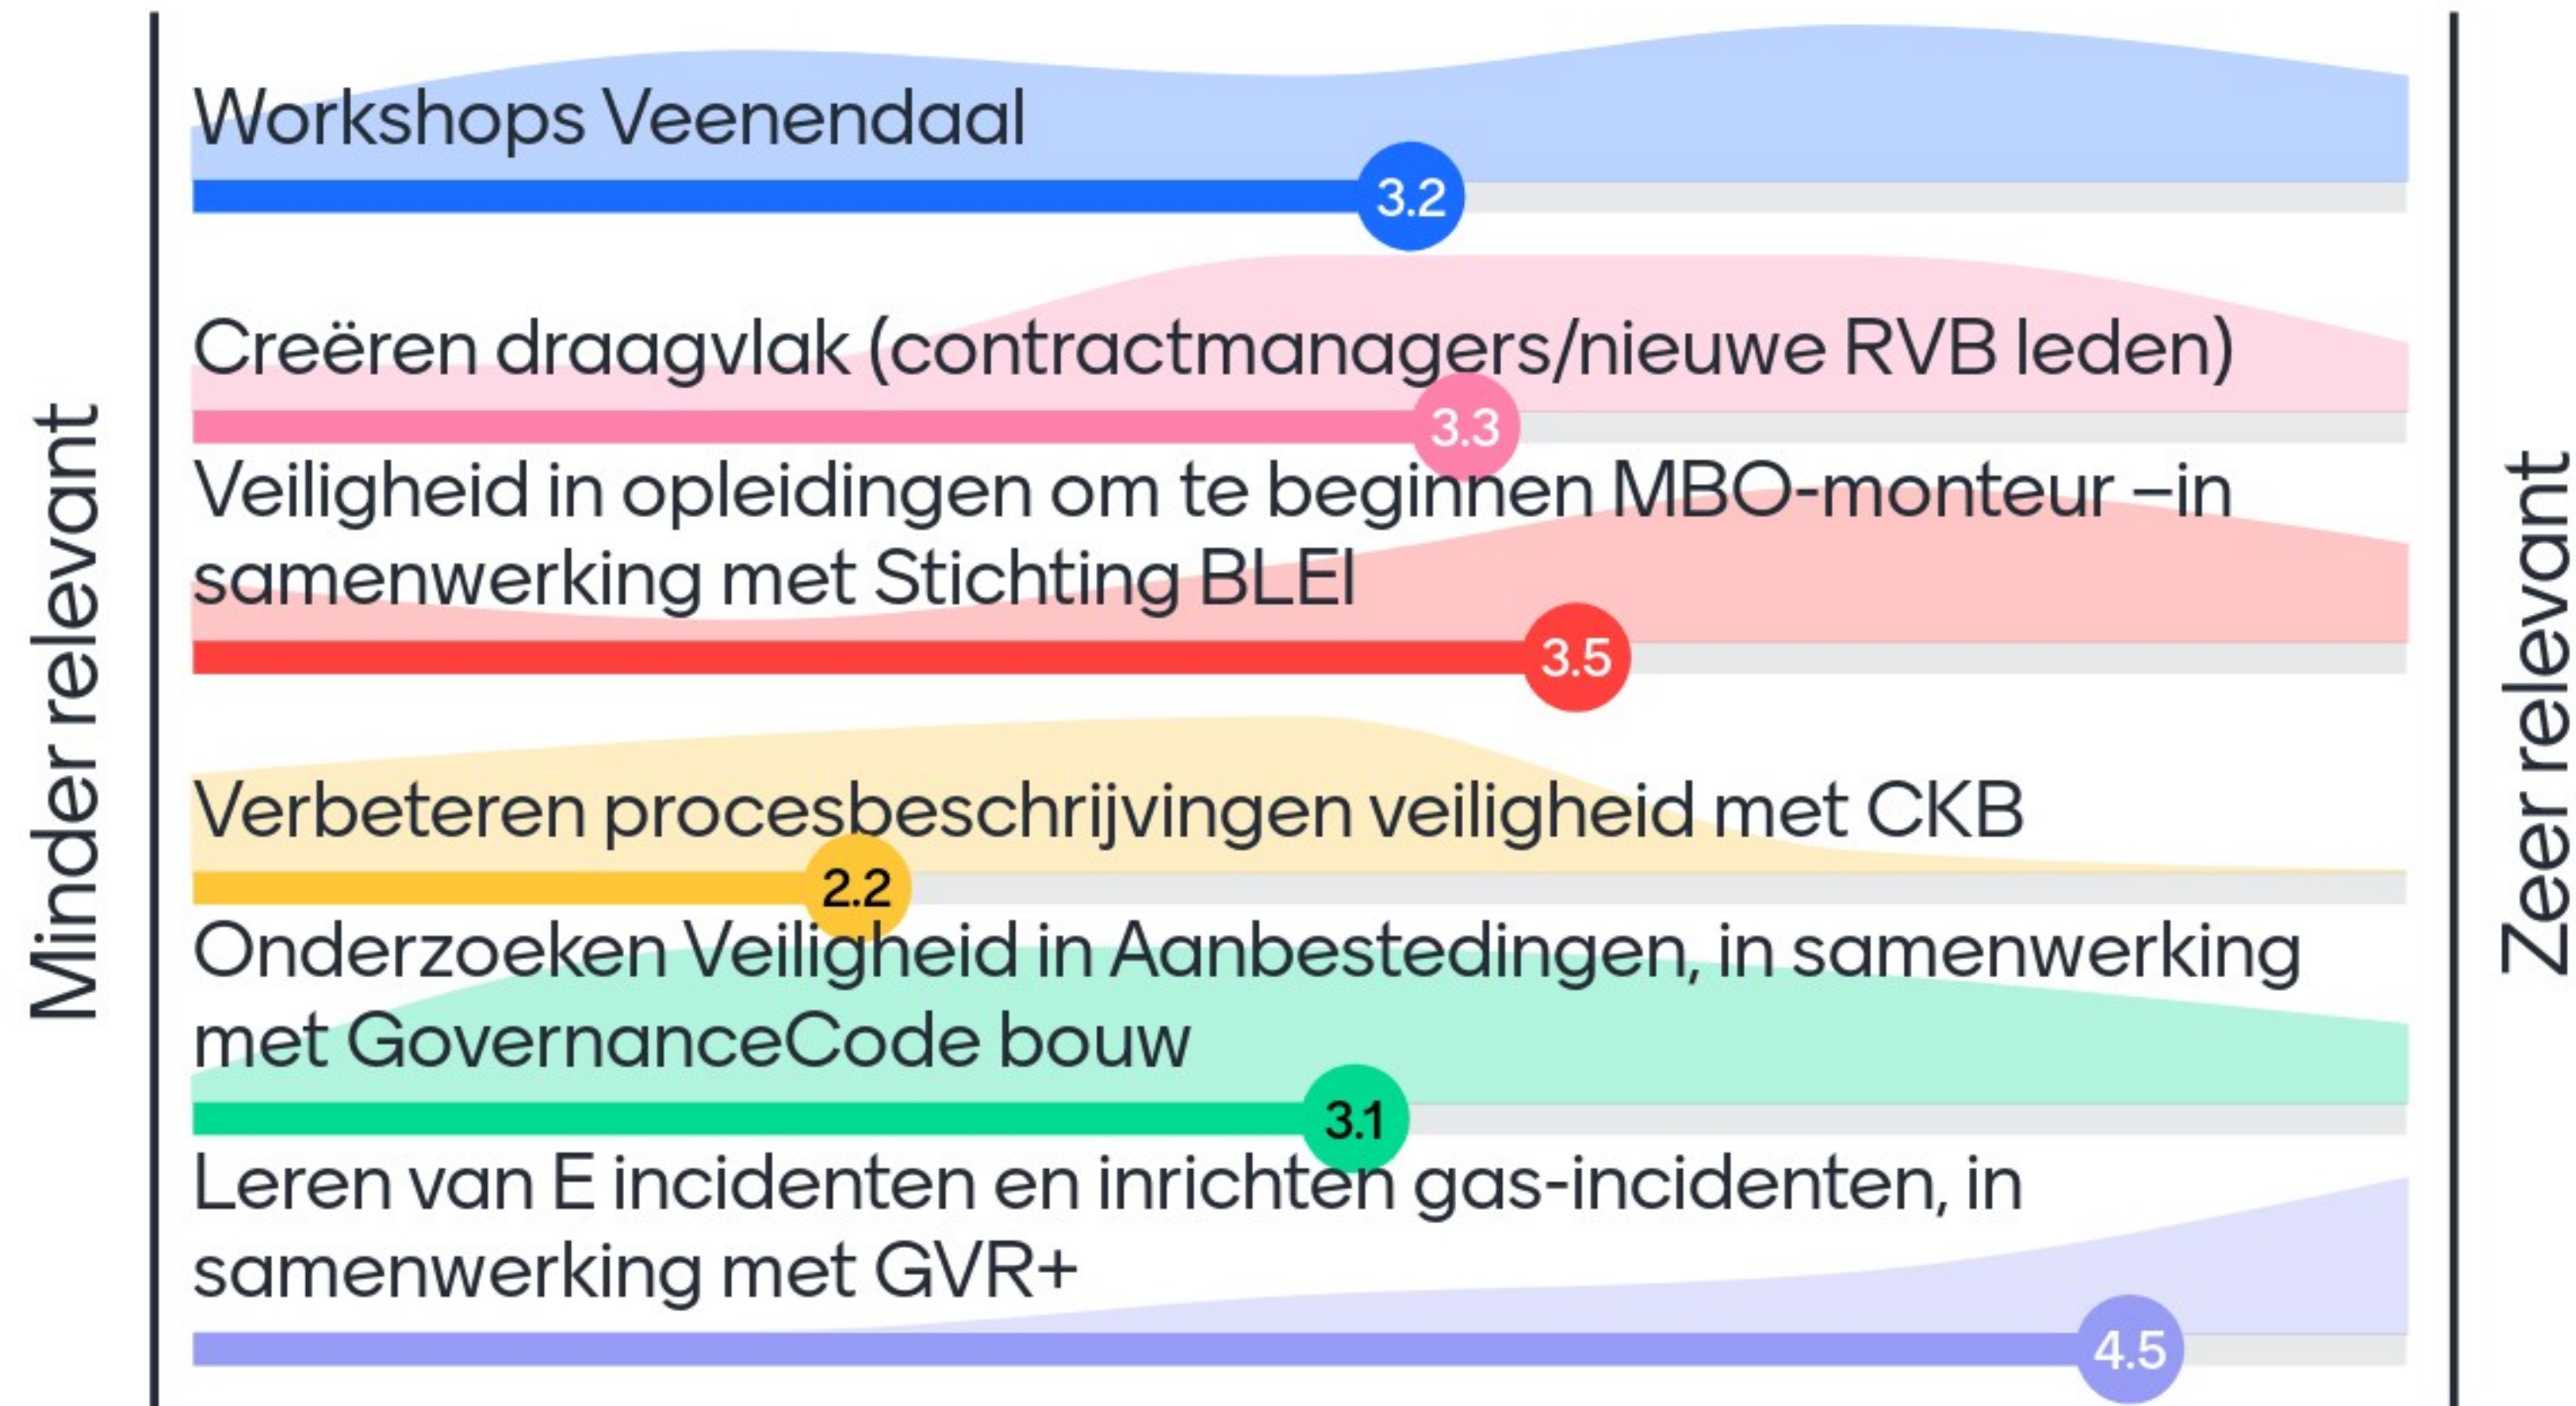 Minder relevant
Workshops Veenendaal
3.2
Creëren draagvlak (contractmanagers/nieuwe RVB leden)
3.3
Veiligheid in opleidingen om te beginnen MBO-monteur –in
samenwerking met Stichting BLEI
3.5
Verbeteren procesbeschrijvingen veiligheid met CKB
2.2
Onderzoeken Veiligheid in Aanbestedingen, in samenwerking
met GovernanceCode bouw
3.1
Leren van E incidenten en inrichten gas-incidenten, in
samenwerking met GVR+
4.5
Zeer relevant